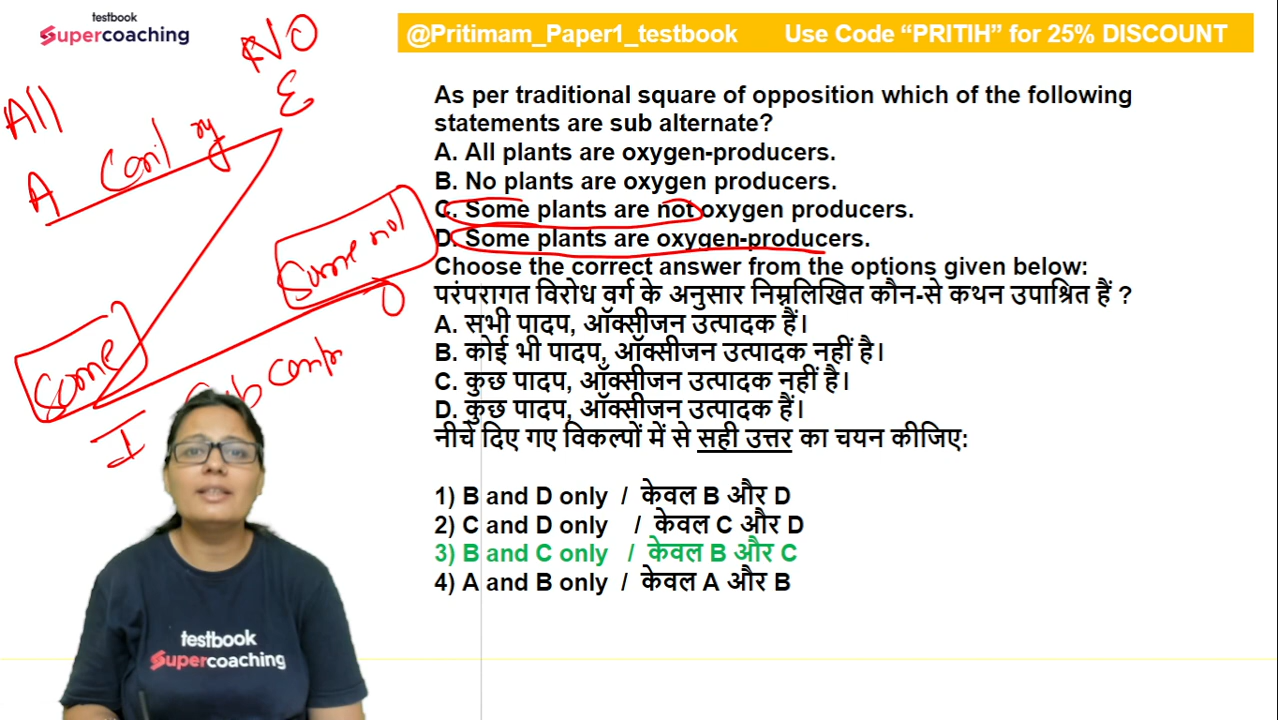 testbook
Supercoaching
@Pritimam_Paper1_testbook Use Code “PRITIH” for 25% DISCOUNT
NO
E
All
A
I
O
Some
Some not
As per traditional square of opposition which of the following
statements are sub alternate?
A. All plants are oxygen-producers.
B. No plants are oxygen producers.
C. Some plants are not oxygen producers.
D. Some plants are oxygen-producers.
Choose the correct answer from the options given below:
परंपरागत विरोध वर्ग के अनुसार निम्नलिखित कौन-से कथन उपाश्रित हैं ?
A. सभी पादप, ऑक्सीजन उत्पादक हैं।
B. कोई भी पादप, ऑक्सीजन उत्पादक नहीं है।
C. कुछ पादप, ऑक्सीजन उत्पादक नहीं है।
D. कुछ पादप, ऑक्सीजन उत्पादक हैं।
नीचे दिए गए विकल्पों में से सही उत्तर का चयन कीजिए:
1) B and D only / केवल B और D
2) C and D only / केवल C और D
3) B and C only / केवल B और C
4) A and B only / केवल A और B
testbook
Supercoaching